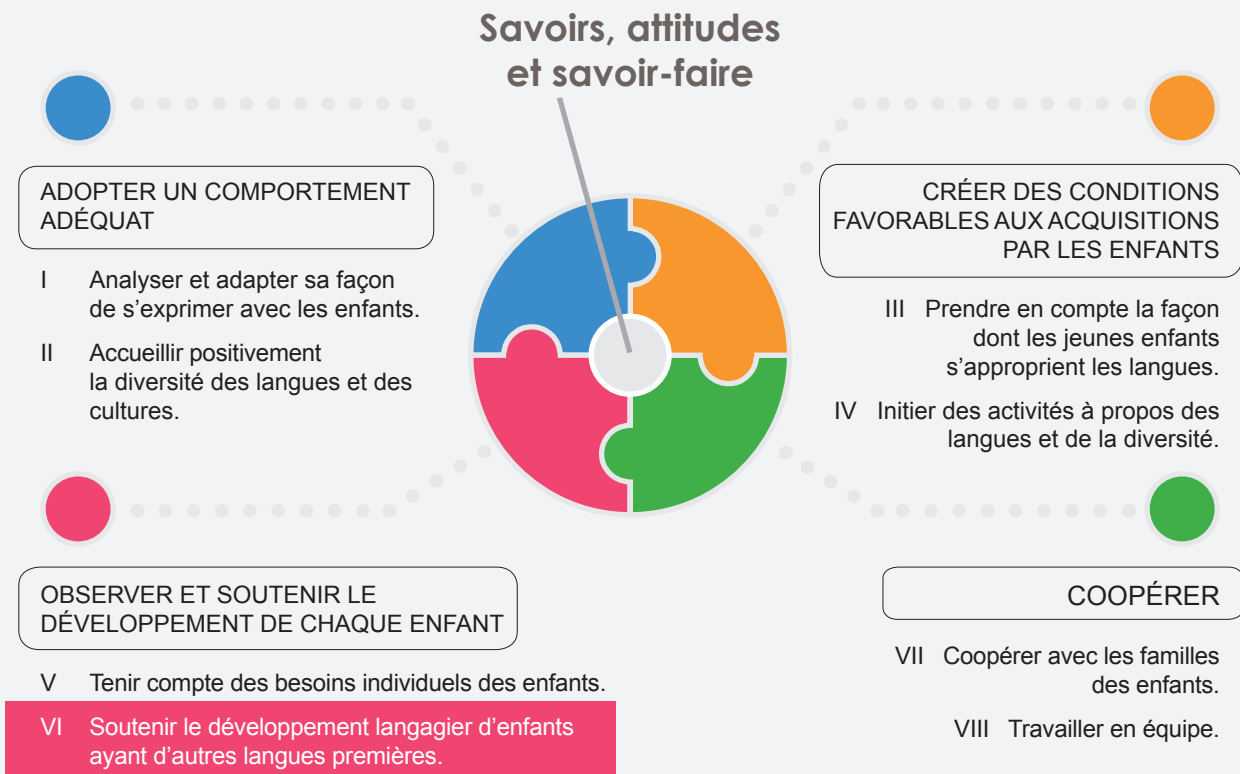 Savoirs, attitudes
et savoir-faire
ADOPTER UN COMPORTEMENT
ADÉQUAT
I Analyser et adapter sa façon
de s’exprimer avec les enfants.
II Accueillir positivement
la diversité des langues et des
cultures.
CRÉER DES CONDITIONS
FAVORABLES AUX ACQUISITIONS
PAR LES ENFANTS
III Prendre en compte la façon
dont les jeunes enfants
s’approprient les langues.
IV Initier des activités à propos des
langues et de la diversité.
OBSERVER ET SOUTENIR LE
DÉVELOPPEMENT DE CHAQUE ENFANT
V Tenir compte des besoins individuels des enfants.
VI Soutenir le développement langagier d’enfants
ayant d’autres langues premières.
COOPÉRER
VII Coopérer avec les familles
des enfants.
VIII Travailler en équipe.